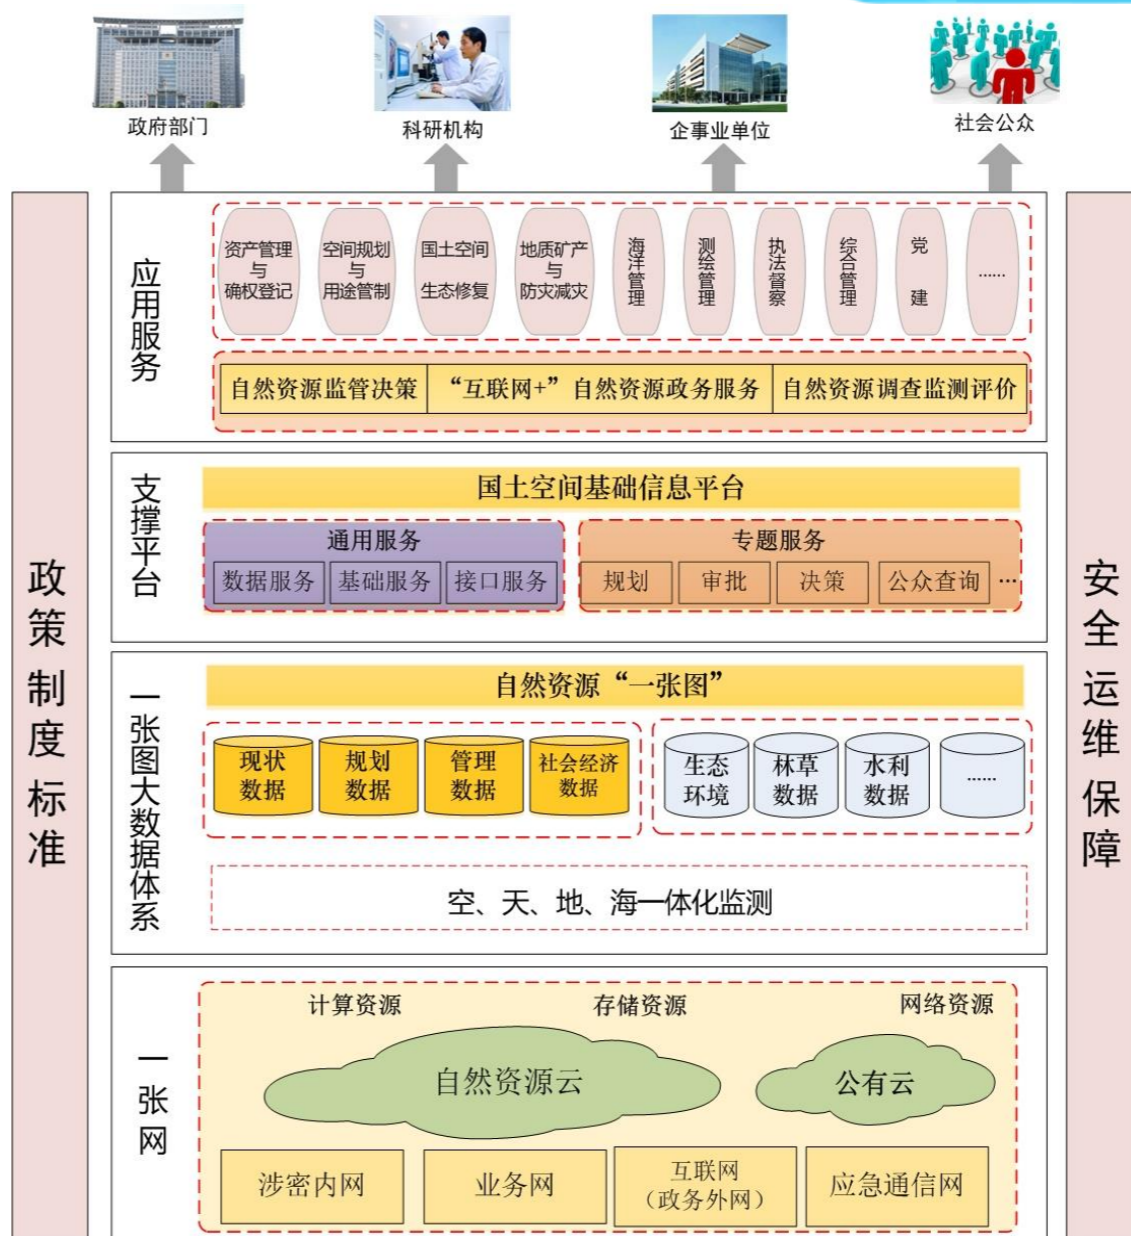 政府部门
科研机构
企事业单位
社会公众
政策制度标准
安全运维保障
应用服务
资产管理
与
确权登记
空间规划
与
用途管制
国土空间
生态修复
地质矿产
与
防灾减灾
海洋管理
测绘管理
执法督察
综合管理
党建
......
自然资源监管决策
“互联网+”自然资源政务服务
自然资源调查监测评价
支撑平台
国土空间基础信息平台
通用服务
数据服务
基础服务
接口服务
专题服务
规划
审批
决策
公众查询
...
一张图大数据体系
自然资源“一张图”
现状
数据
规划
数据
管理
数据
社会经济
数据
生态
环境
林草
数据
水利
数据
......
空、天、地、海一体化监测
一张网
计算资源
存储资源
网络资源
自然资源云
公有云
涉密内网
业务网
互联网
（政务外网）
应急通信网